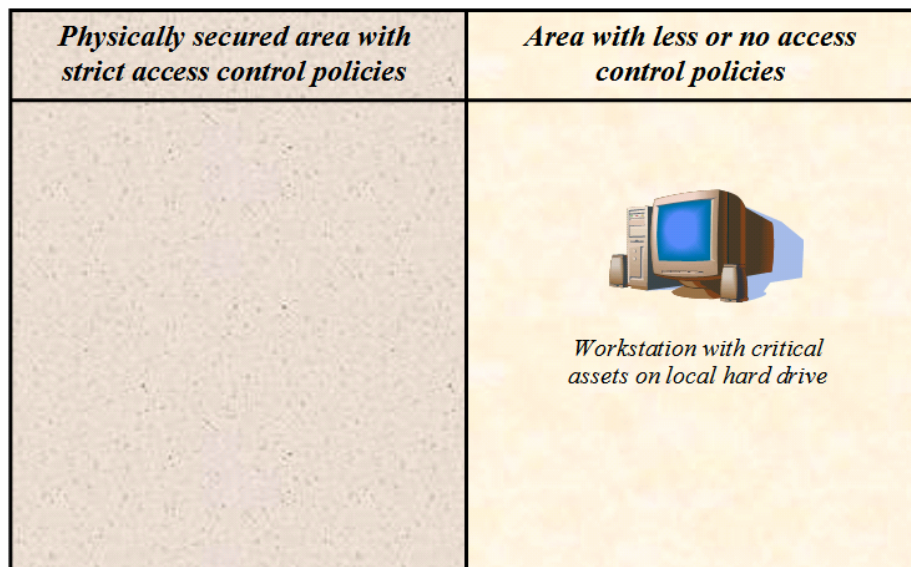 Physically secured area with
strict access control policies
Area with less or no access
control policies
Workstation with critical
assets on local hard drive